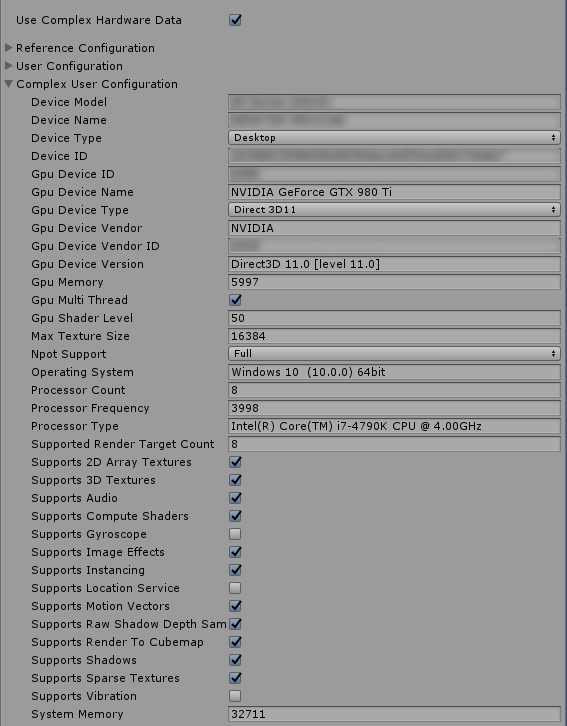 Use Complex Hardware Data
Reference Configuration
User Configuration
Complex User Configuration
Device Model
Device Name
Device Type Desktop
Device ID
Gpu Device ID
Gpu Device Name NVIDIA GeForce GTX 980 Ti
Gpu Device Type Direct 3D11
Gpu Device Vendor NVIDIA
Gpu Device Vendor ID
Gpu Device Version Direct3D 11.0 [level 11.0]
Gpu Memory 5997
Gpu Multi Thread
Gpu Shader Level 50
Max Texture Size 16384
Npot Support Full
Operating System Windows 10  (10.0.0) 64bit
Processor Count 8
Processor Frequency 3998
Processor Type Intel(R) Core(TM) i7-4790K CPU @ 4.00GHz
Supported Render Target Count 8
Supports 2D Array Textures
Supports 3D Textures
Supports Audio
Supports Compute Shaders
Supports Gyroscope
Supports Image Effects
Supports Instancing
Supports Location Service
Supports Motion Vectors
Supports Raw Shadow Depth Sam
Supports Render To Cubemap
Supports Shadows
Supports Sparse Textures
Supports Vibration
System Memory 32711